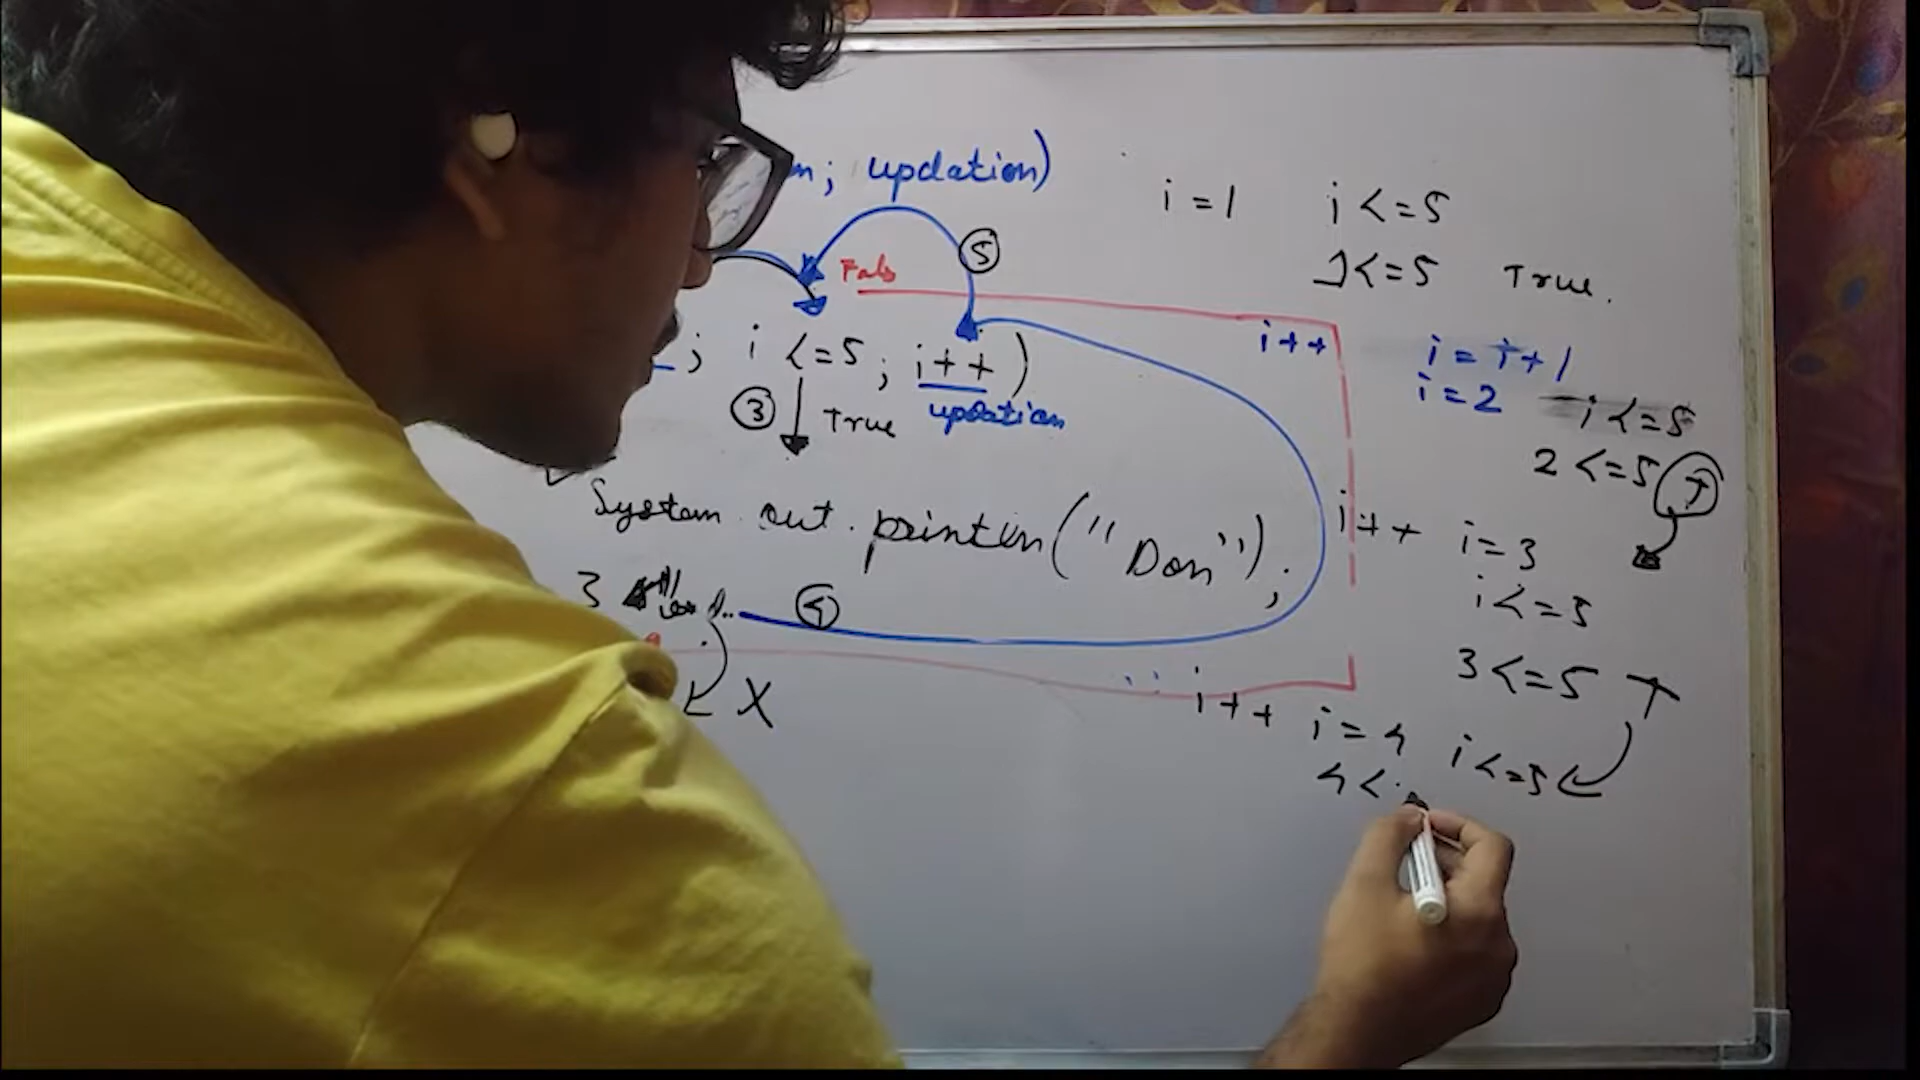 ; updation)
i = 1 i <= 5
5
1 <= 5 True.
; i <= 5 ; i++ )
i++
i = i + 1
i = 2
3 True updation
i <= 5
2 <= 5 T
System.out.println("Don");
i++ i = 3
i <= 5
3
4
3 <= 5 T
X
i++ i = 4 i <= 5
4 <